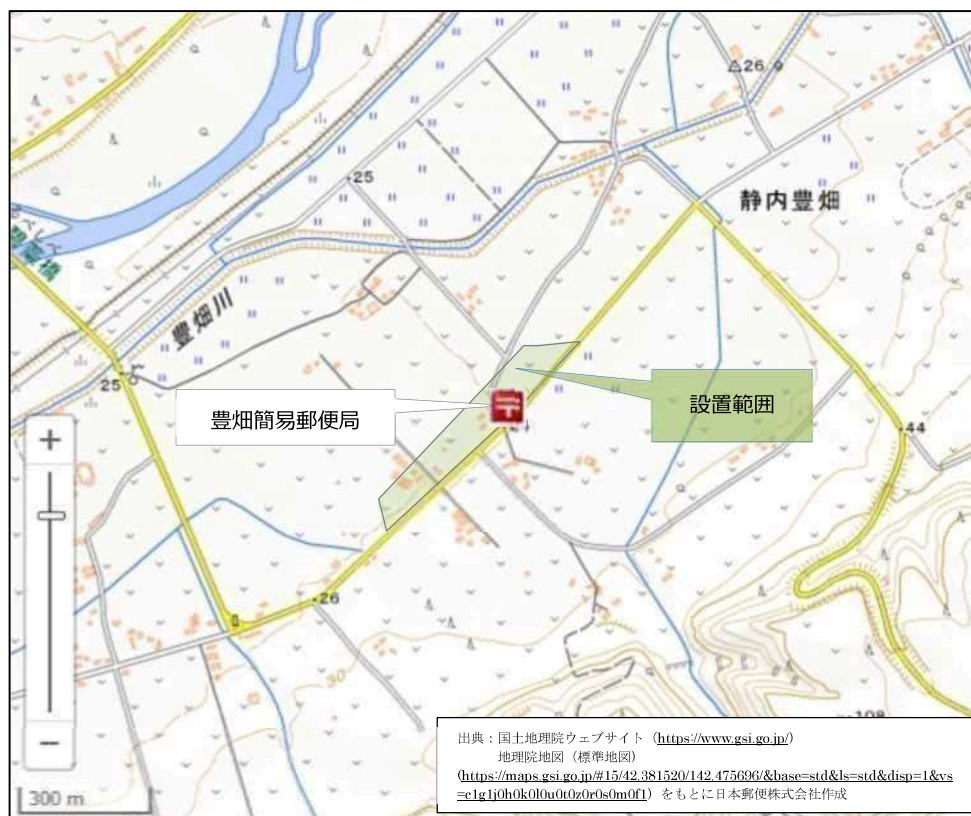 △26
25
静内豊畑
豊畑川
25
豊畑簡易郵便局
設置範囲
44
26
30
108
+
−
300 m
出典：国土地理院ウェブサイト（https://www.gsi.go.jp/）
地理院地図（標準地図）
(https://maps.gsi.go.jp/#15/42.381520/142.475696/&base=std&ls=std&disp=1&vs
=c1g1j0h0k0l0u0t0z0r0s0m0f1）をもとに日本郵便株式会社作成